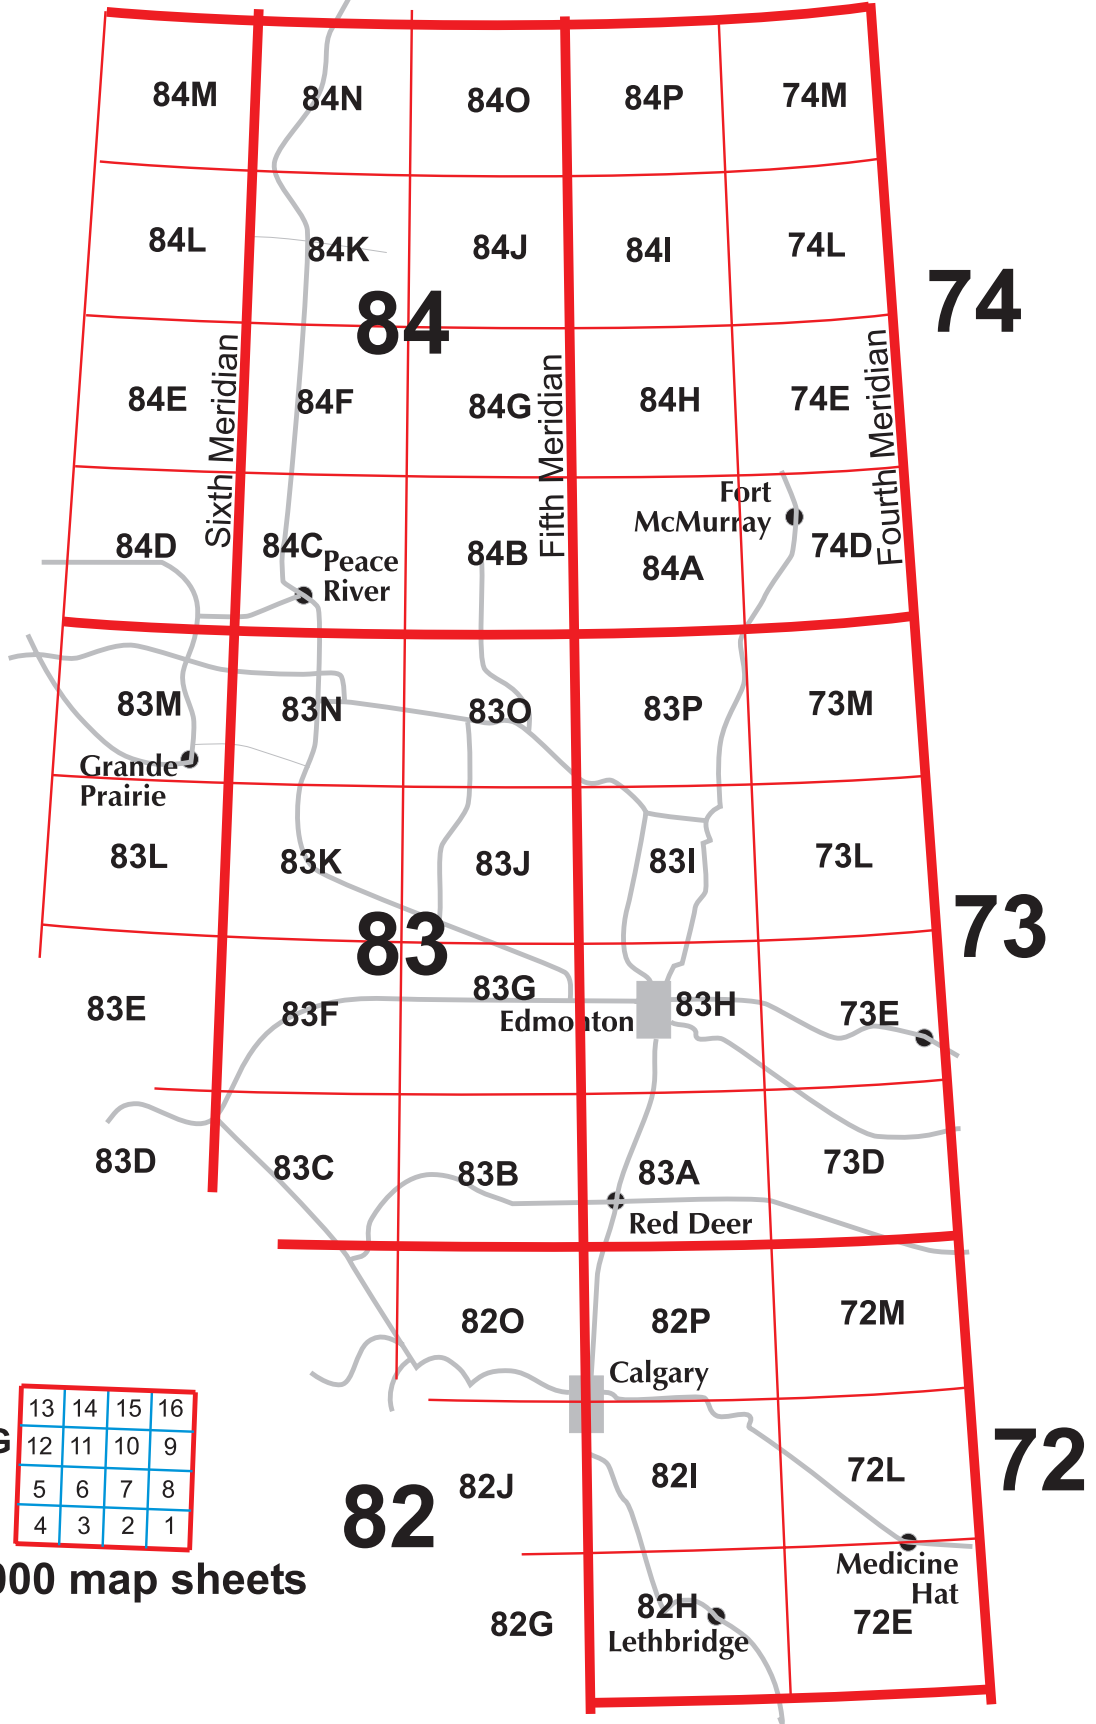 84M 84N 84O 84P 74M
84L 84K 84J 84I 74L
84 74
Sixth Meridian
Fifth Meridian
Fourth Meridian
84E 84F 84G 84H 74E
Fort
McMurray
84D 84C 84B 84A 74D
Peace
River
83M 83N 83O 83P 73M
Grande
Prairie
83L 83K 83J 83I 73L
83 73
83E 83F 83G 83H 73E
Edmonton
83D 83C 83B 83A 73D
Red Deer
82O 82P 72M
Calgary
13 14 15 16
G 12 11 10 9
5 6 7 8
4 3 2 1
82J 82I 72L
82 72
000 map sheets
Medicine
Hat
82G 82H 72E
Lethbridge